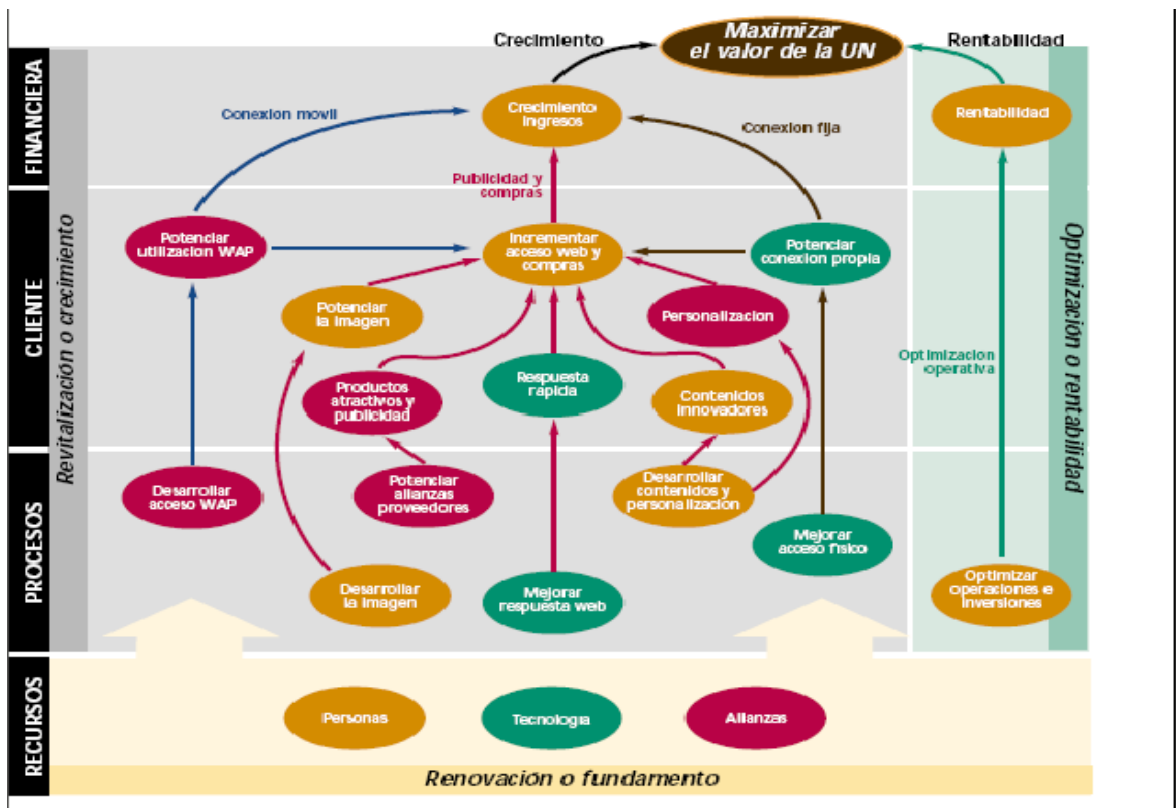 Crecimiento
Maximizar
el valor de la UN
Rentabilidad
FINANCIERA
Conexion movil
Crecimiento
Ingresos
Conexion fija
Rentabilidad
Publicidad y
compras
CLIENTE
Revitalización o crecimiento
Potenciar
utilizacion WAP
Incrementar
acceso web y
compras
Potenciar
conexion propia
Optimización o rentabilidad
Potenciar
la imagen
Personalizacion
Optimizacion
operativa
Productos
atractivos y
publicidad
Respuesta
rapida
Contenidos
innovadores
PROCESOS
Desarrollar
acceso WAP
Potenciar
alianzas
proveedores
Desarrollar
contenidos y
personalizacion
Mejorar
acceso fisico
Desarrollar
la imagen
Mejorar
respuesta web
Optimizar
operaciones e
inversiones
RECURSOS
Personas
Tecnologia
Alianzas
Renovación o fundamento